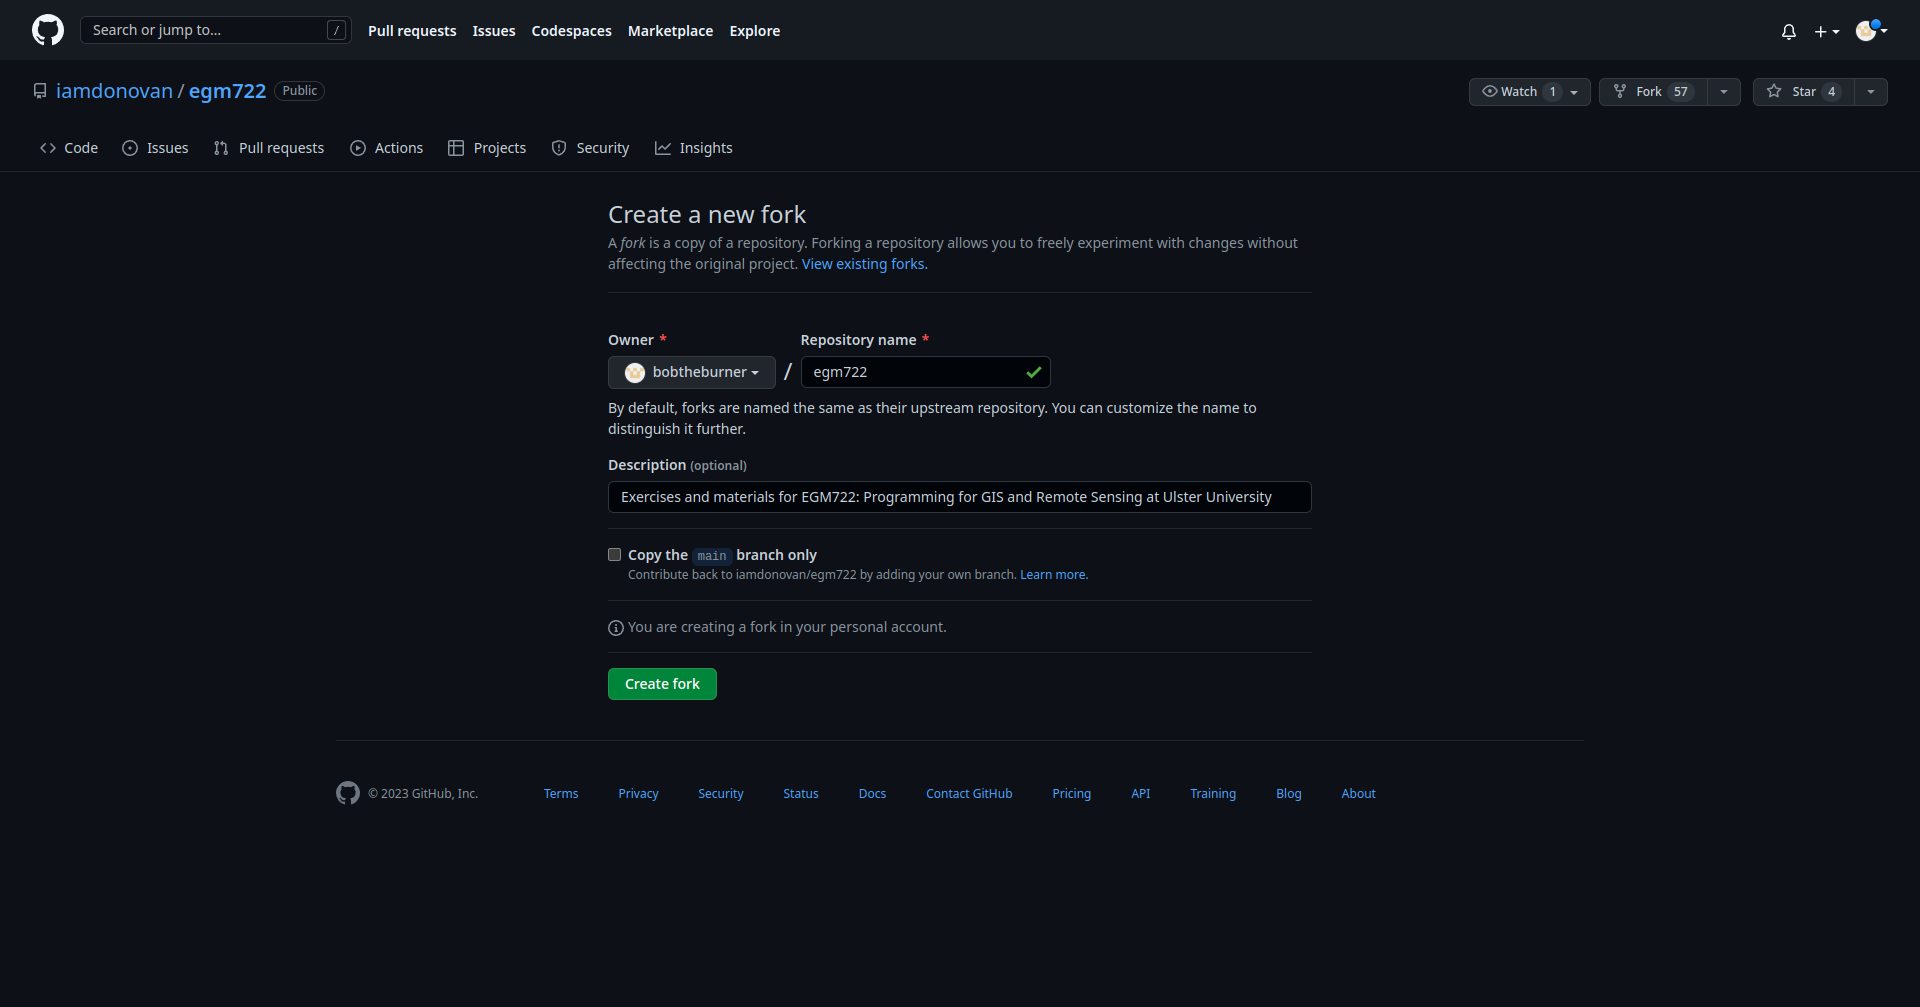 Search or jump to... /
Pull requests Issues Codespaces Marketplace Explore
iamdonovan / egm722 Public
Watch 1 Fork 57 Star 4
Code Issues Pull requests Actions Projects Security Insights
Create a new fork
A fork is a copy of a repository. Forking a repository allows you to freely experiment with changes without
affecting the original project. View existing forks.
Owner * Repository name *
bobtheburner / egm722
By default, forks are named the same as their upstream repository. You can customize the name to
distinguish it further.
Description (optional)
Exercises and materials for EGM722: Programming for GIS and Remote Sensing at Ulster University
Copy the main branch only
Contribute back to iamdonovan/egm722 by adding your own branch. Learn more.
You are creating a fork in your personal account.
Create fork
© 2023 GitHub, Inc. Terms Privacy Security Status Docs Contact GitHub Pricing API Training Blog About